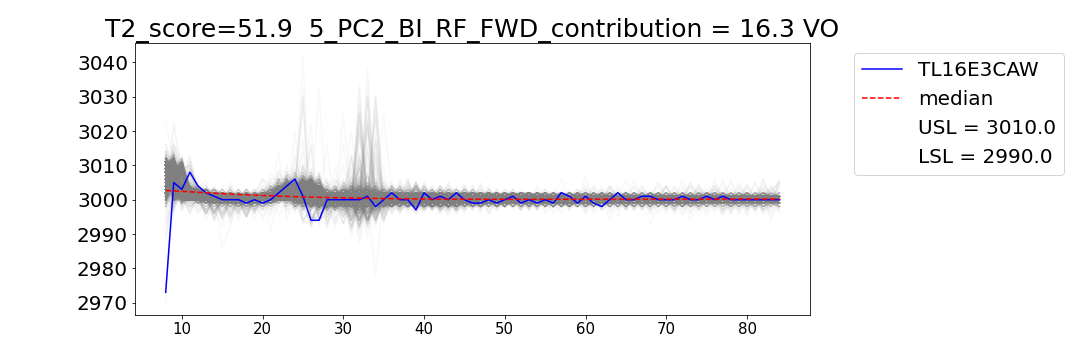 T2_score=51.9  5_PC2_BI_RF_FWD_contribution = 16.3 VO
3040
3030
3020
3010
3000
2990
2980
2970
10 20 30 40 50 60 70 80
TL16E3CAW
median
USL = 3010.0
LSL = 2990.0